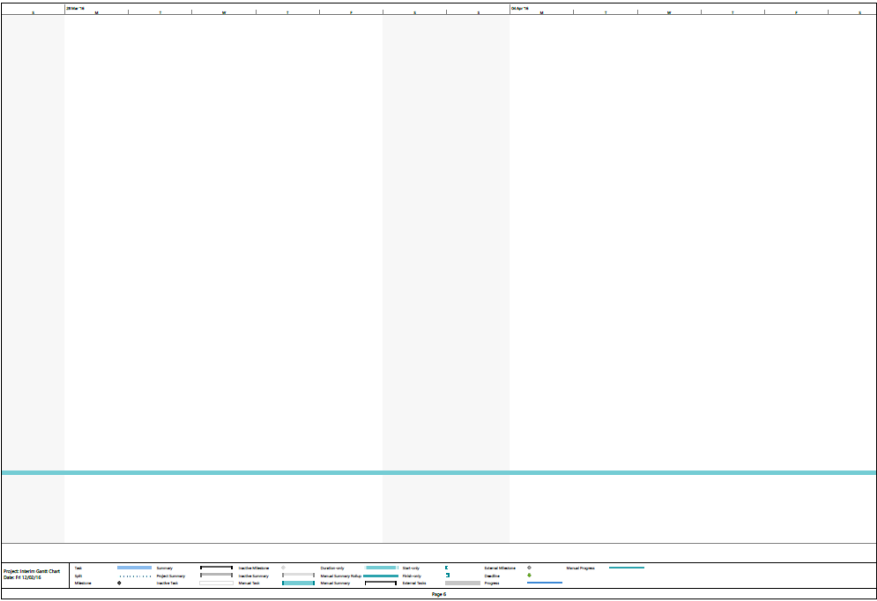 28 Mar '16 04 Apr '16
S M T W T F S S M T W T F S
Task Summary Inactive Milestone Duration-only Start-only External Milestone Manual Progress
Project: Interim Gantt Chart Split Project Summary Inactive Summary Manual Summary Rollup Finish-only Deadline
Date: Fri 12/02/16
Milestone Inactive Task Manual Task Manual Summary External Tasks Progress
Page 6